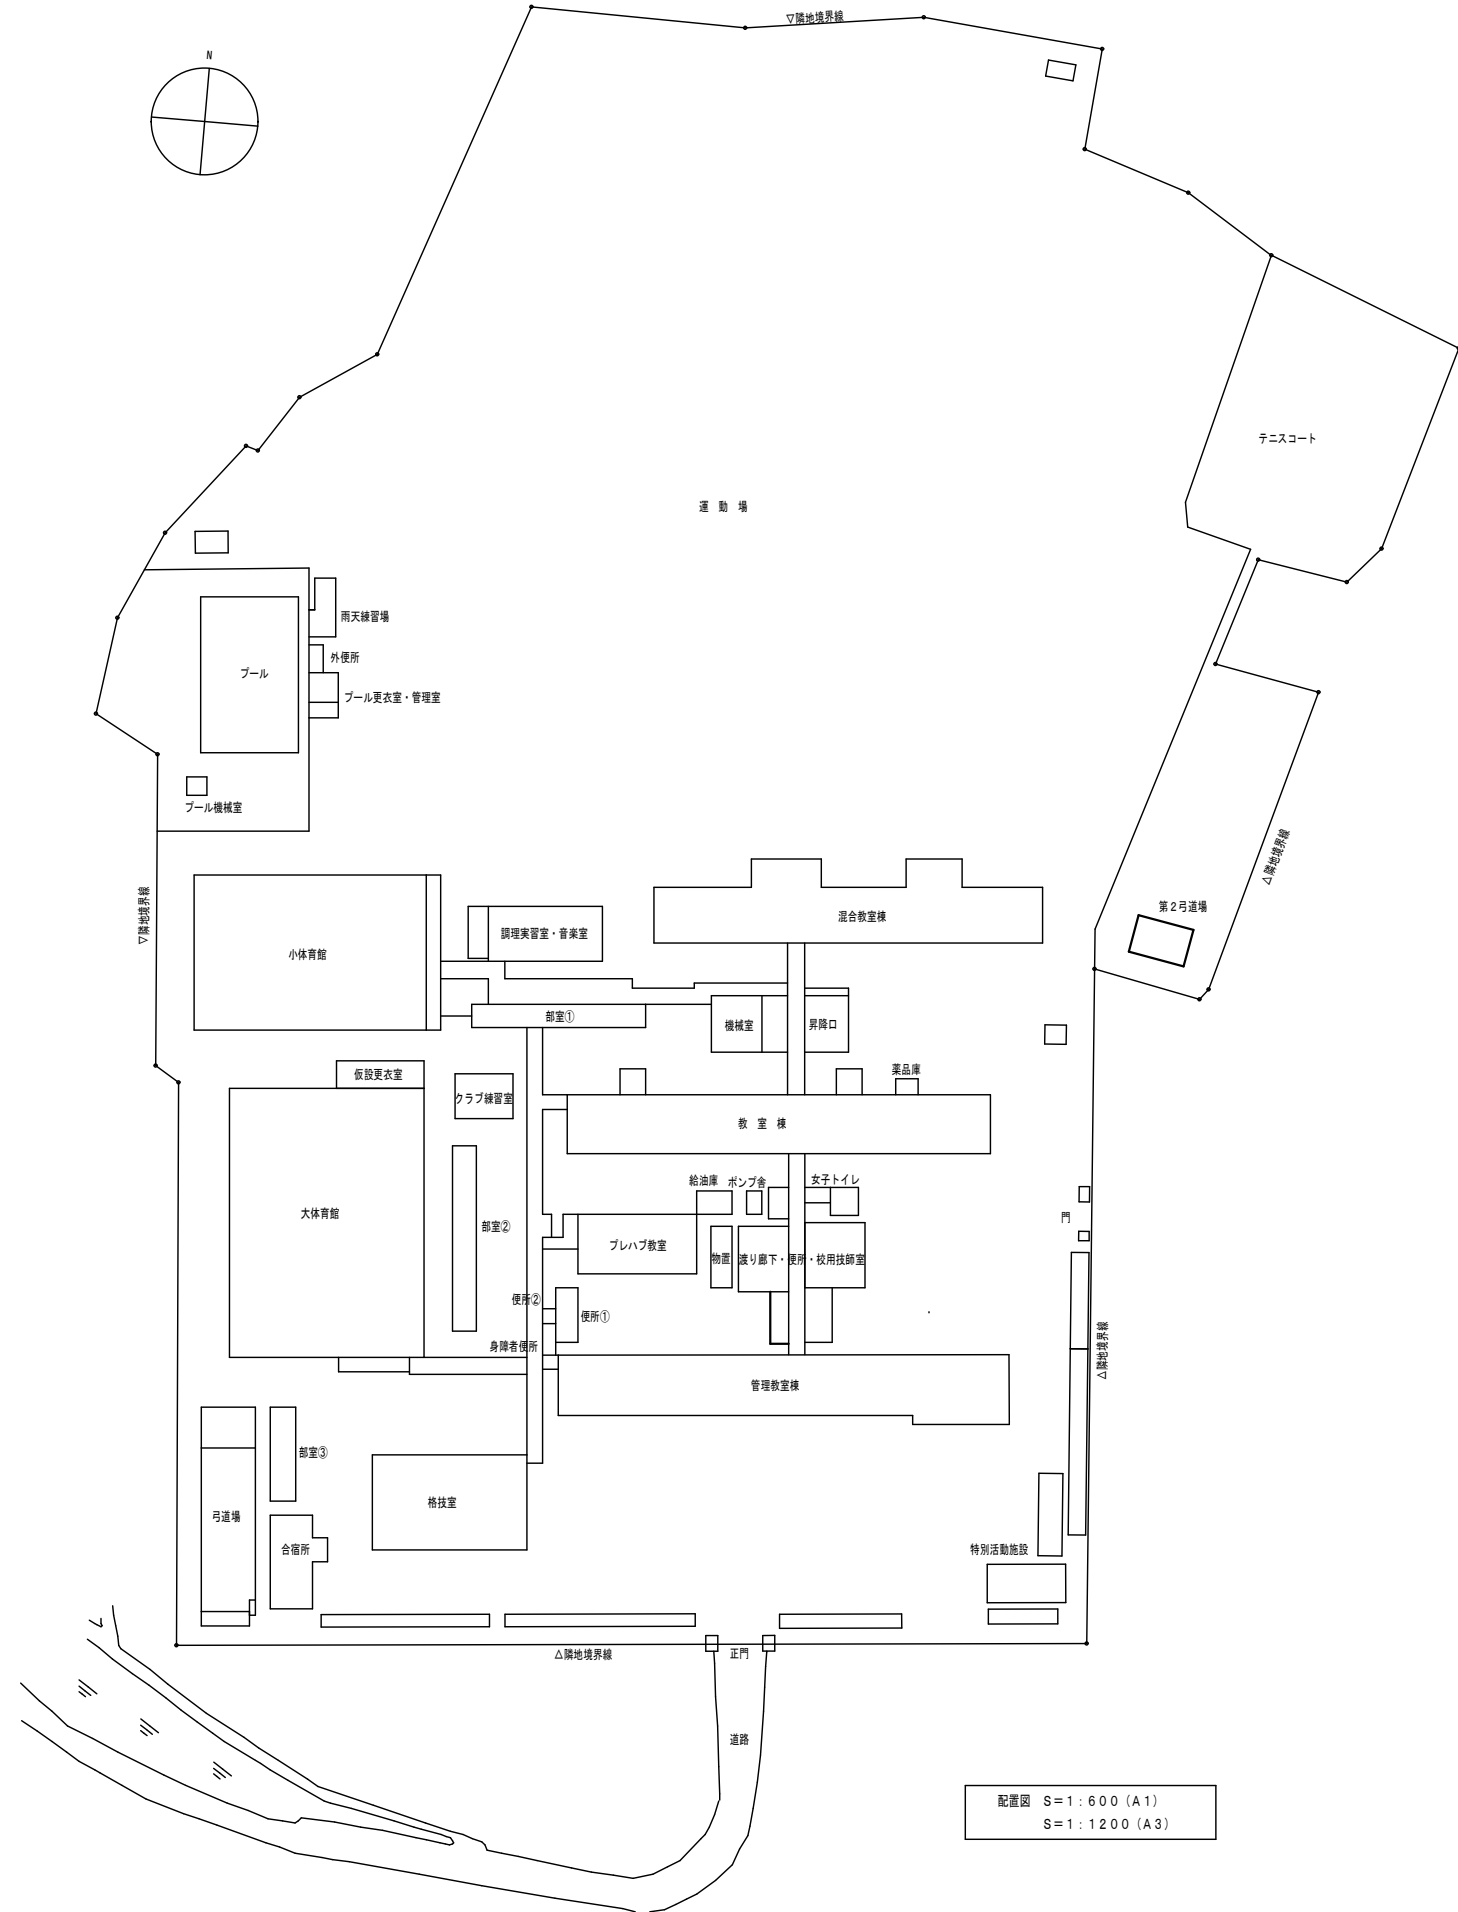 ▽隣地境界線
N
テニスコート
運　動　場
雨天練習場
外便所
プール
プール更衣室・管理室
プール機械室
△隣地境界線
▽隣地境界線
第２弓道場
混合教室棟
調理実習室・音楽室
小体育館
部室①
機械室
昇降口
仮設更衣室
薬品庫
クラブ練習室
教　室　棟
給油庫
ポンプ舎
女子トイレ
大体育館
門
部室②
プレハブ教室
物置
渡り廊下・便所・校用技師室
便所②
便所①
身障者便所
△隣地境界線
管理教室棟
部室③
格技室
弓道場
合宿所
特別活動施設
△隣地境界線
正門
道路
配置図　Ｓ＝１：６００（Ａ１）
Ｓ＝１：１２００（Ａ３）